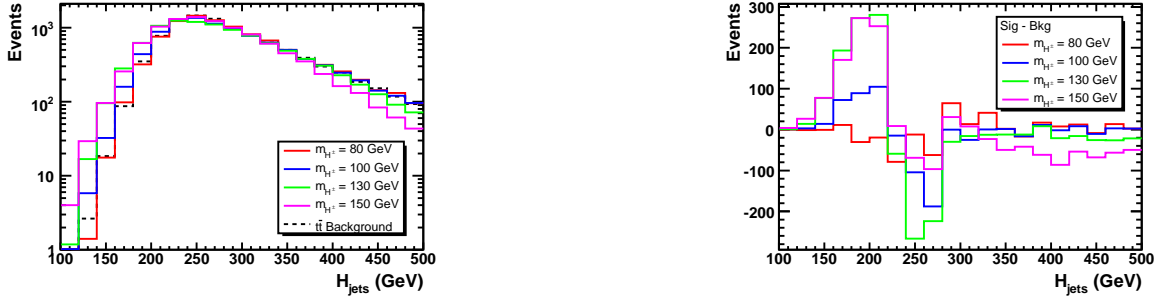 Events
10³
10²
10
1
m_H± = 80 GeV
m_H± = 100 GeV
m_H± = 130 GeV
m_H± = 150 GeV
tt̄ Background
100 150 200 250 300 350 400 450 500
H_jets (GeV)
Events
300
200
100
0
-100
-200
Sig - Bkg
m_H± = 80 GeV
m_H± = 100 GeV
m_H± = 130 GeV
m_H± = 150 GeV
100 150 200 250 300 350 400 450 500
H_jets (GeV)